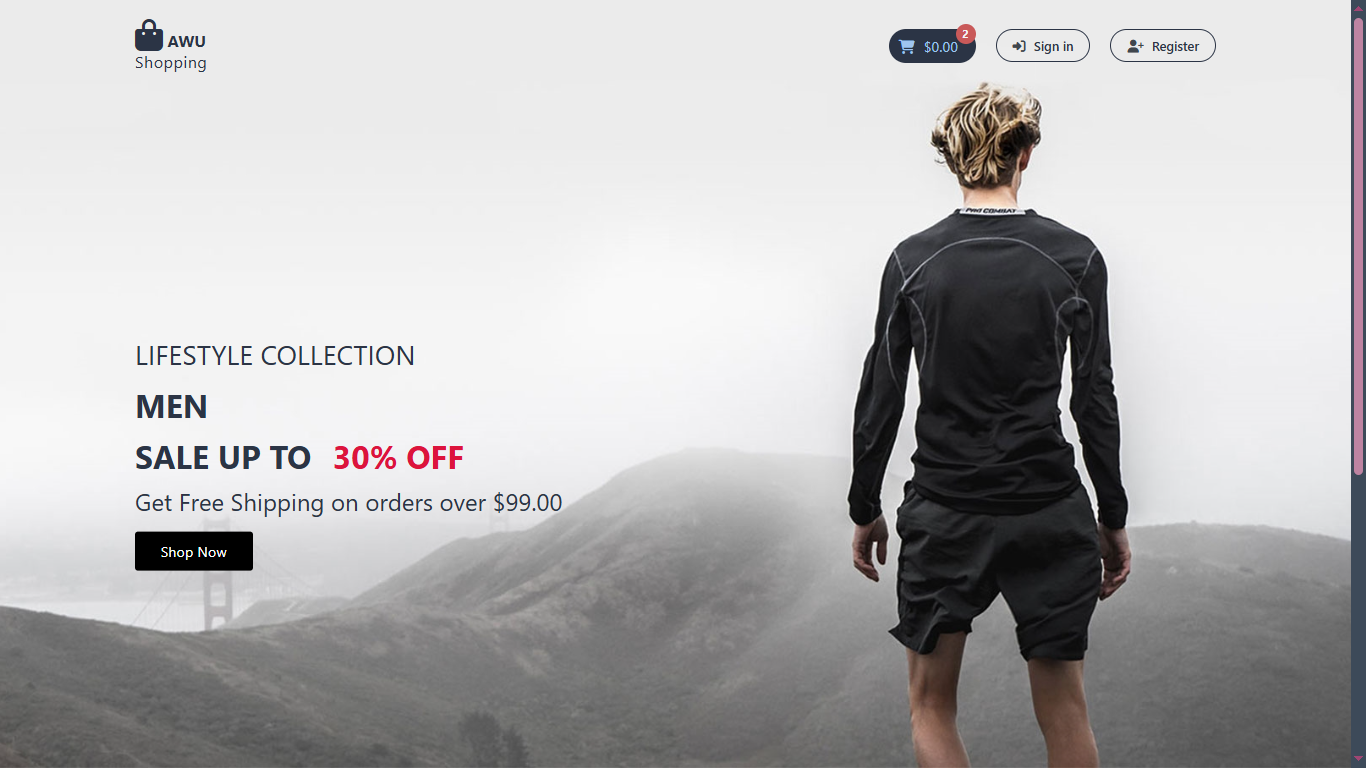 AWU
Shopping
$0.00
2
Sign in
Register
PRO COMBAT
LIFESTYLE COLLECTION
MEN
SALE UP TO 30% OFF
Get Free Shipping on orders over $99.00
Shop Now